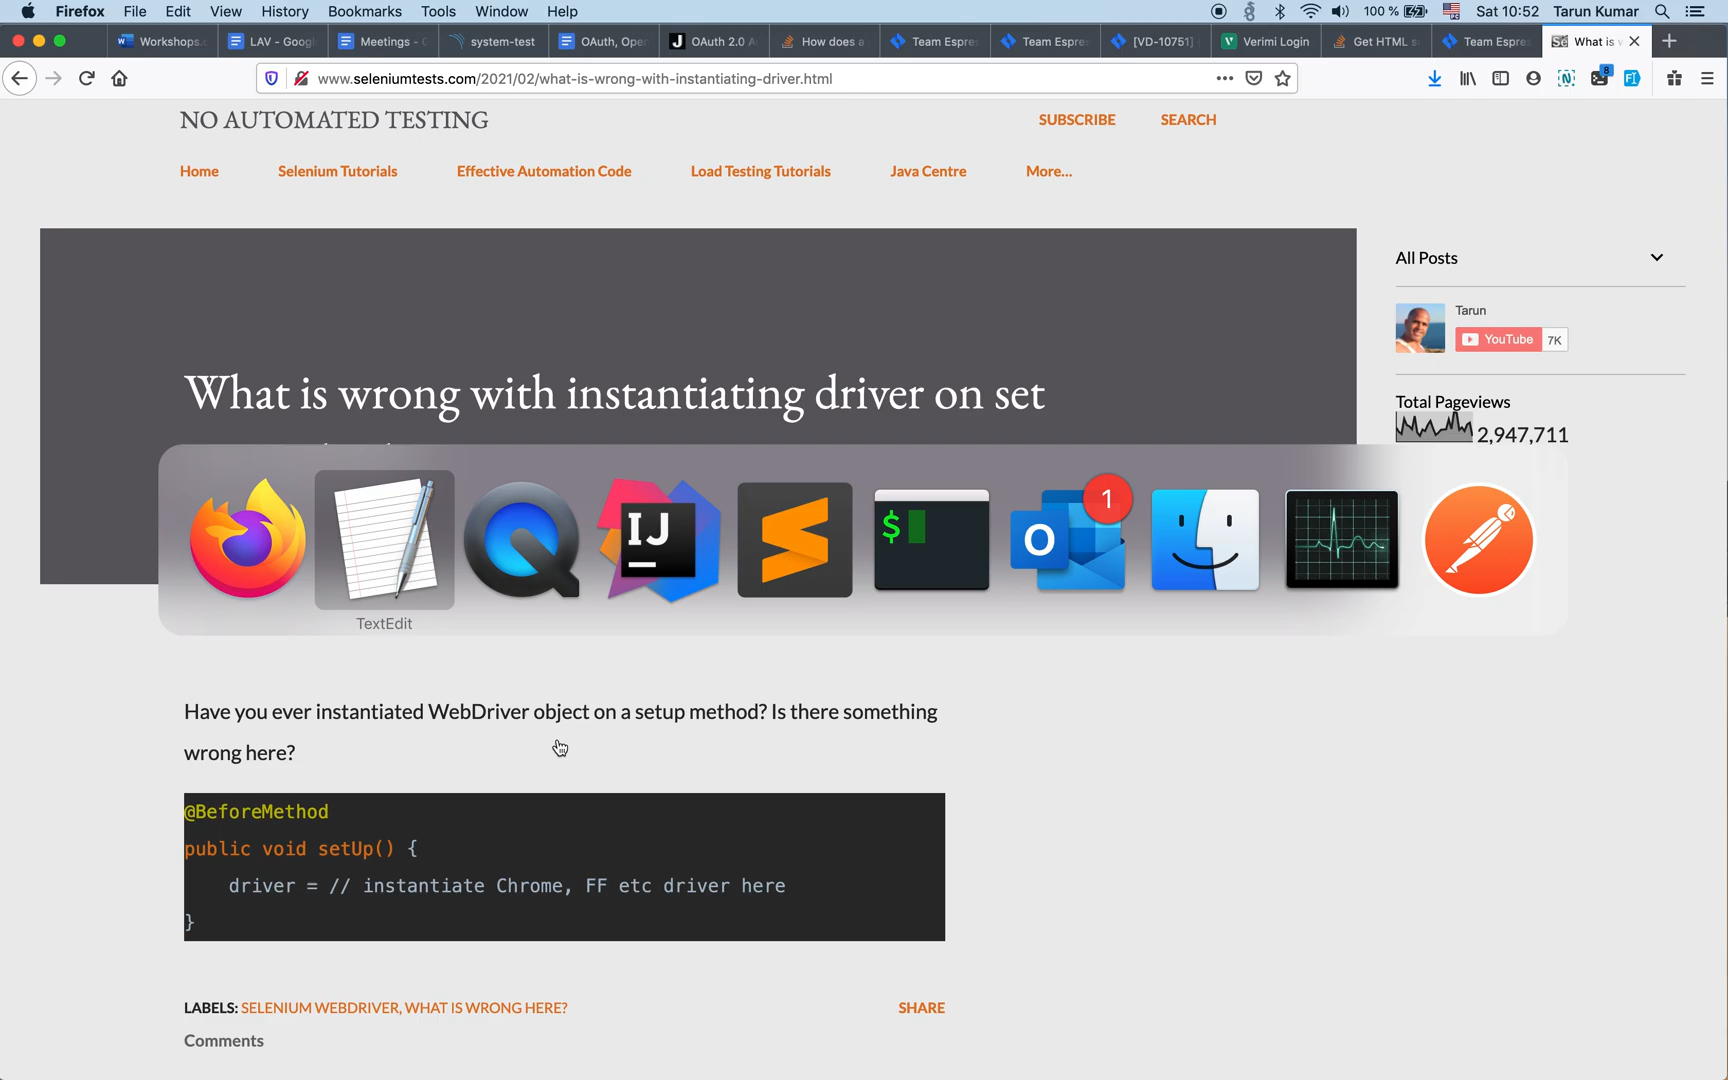 Firefox File Edit View History Bookmarks Tools Window Help 100 % Sat 10:52 Tarun Kumar
Workshops. LAV - Goog Meetings - system-test OAuth, Ope OAuth 2.0 A How does a Team Espre Team Espre [VD-10751] Verimi Login Get HTML s Team Espre What is
www.seleniumtests.com/2021/02/what-is-wrong-with-instantiating-driver.html 8
NO AUTOMATED TESTING SUBSCRIBE SEARCH
Home Selenium Tutorials Effective Automation Code Load Testing Tutorials Java Centre More...
All Posts
Tarun
YouTube 7K
What is wrong with instantiating driver on set
Total Pageviews
2,947,711
IJ $ O 1
TextEdit
Have you ever instantiated WebDriver object on a setup method? Is there something
wrong here?
@BeforeMethod
public void setUp() {
driver = // instantiate Chrome, FF etc driver here
}
LABELS: SELENIUM WEBDRIVER, WHAT IS WRONG HERE? SHARE
Comments